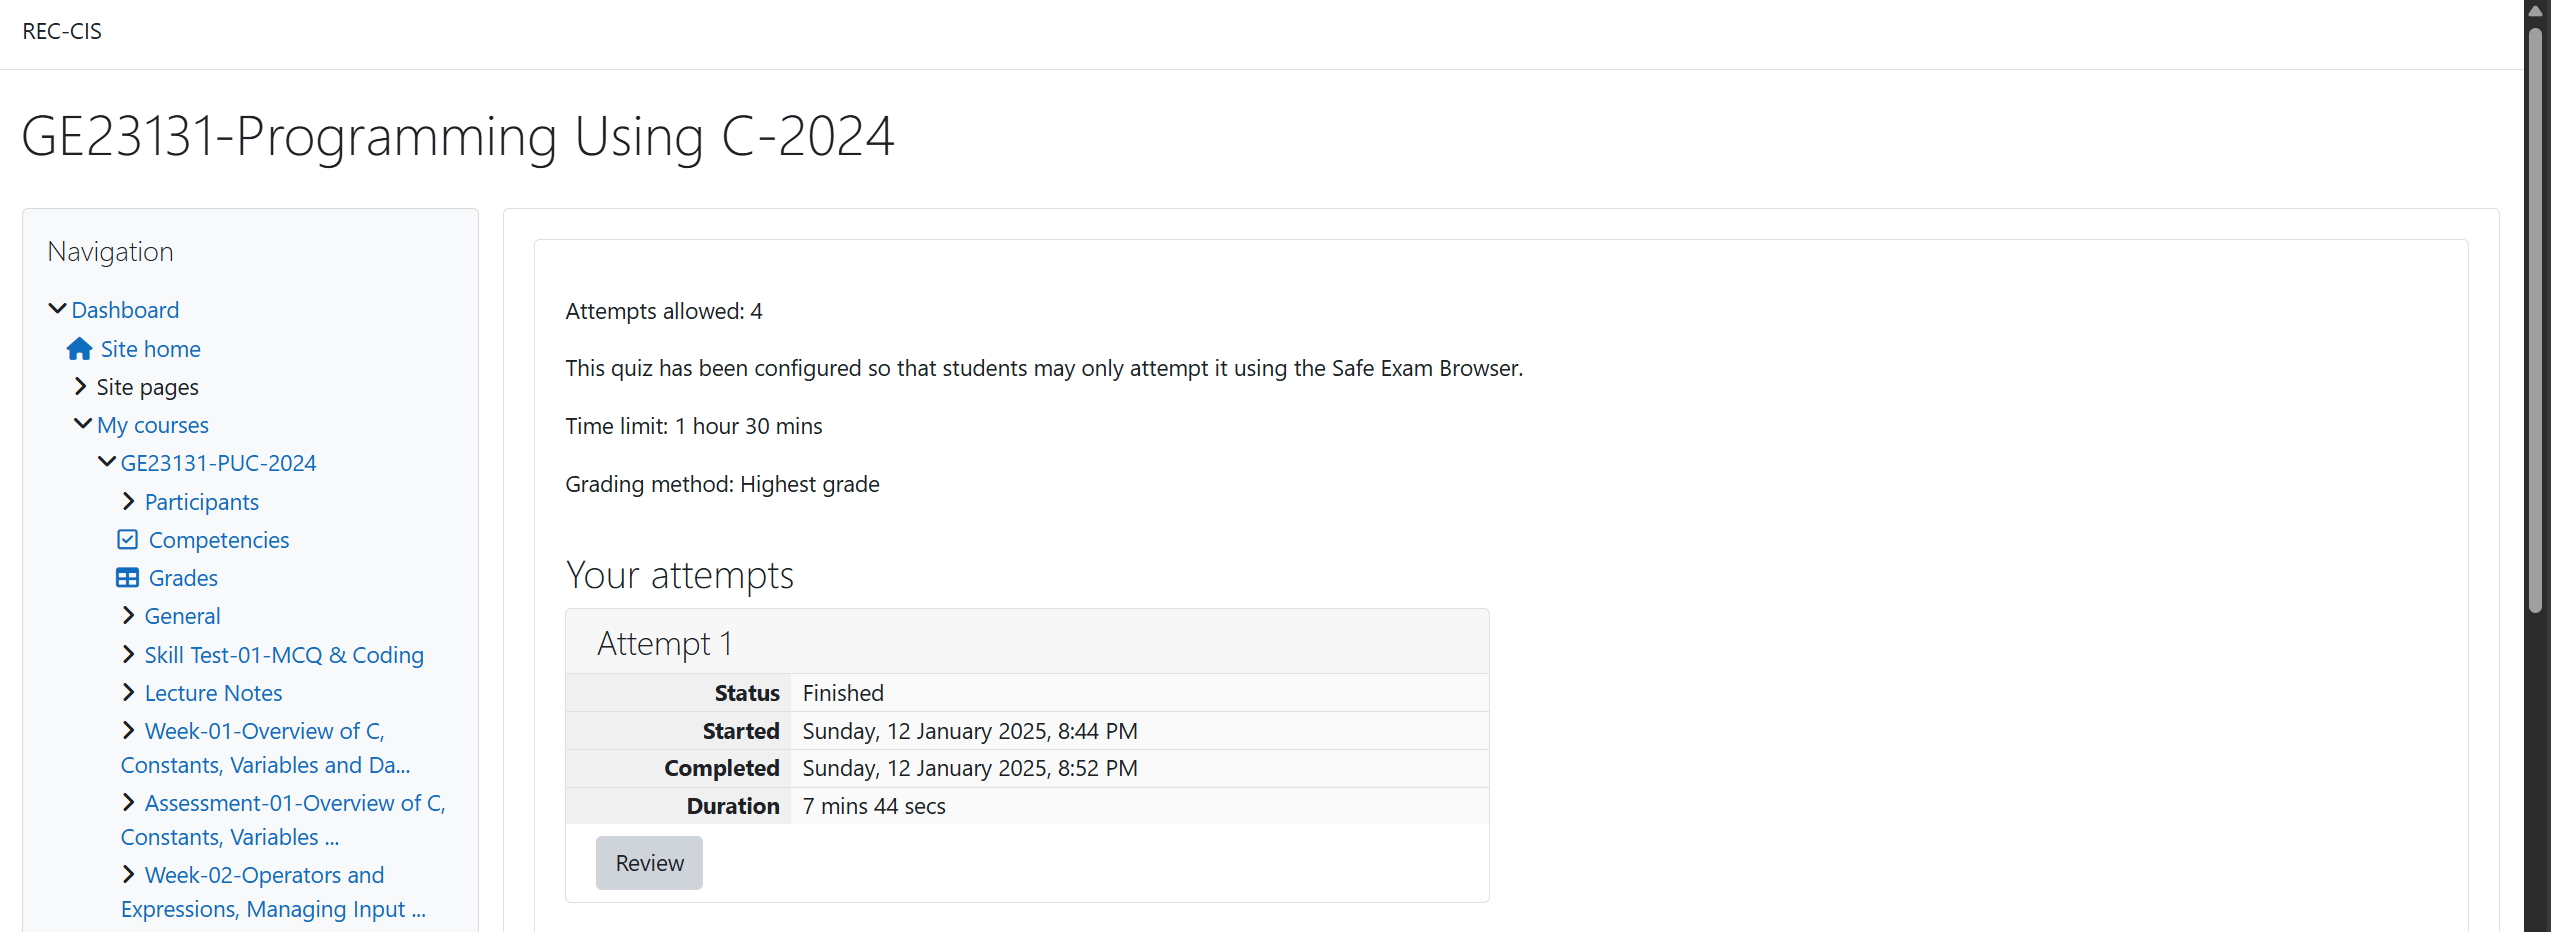 REC-CIS
GE23131-Programming Using C-2024
Navigation
Dashboard
Site home
Site pages
My courses
GE23131-PUC-2024
Participants
Competencies
Grades
General
Skill Test-01-MCQ & Coding
Lecture Notes
Week-01-Overview of C,
Constants, Variables and Da...
Assessment-01-Overview of C,
Constants, Variables ...
Week-02-Operators and
Expressions, Managing Input ...
Attempts allowed: 4
This quiz has been configured so that students may only attempt it using the Safe Exam Browser.
Time limit: 1 hour 30 mins
Grading method: Highest grade
Your attempts
Attempt 1
Status Finished
Started Sunday, 12 January 2025, 8:44 PM
Completed Sunday, 12 January 2025, 8:52 PM
Duration 7 mins 44 secs
Review